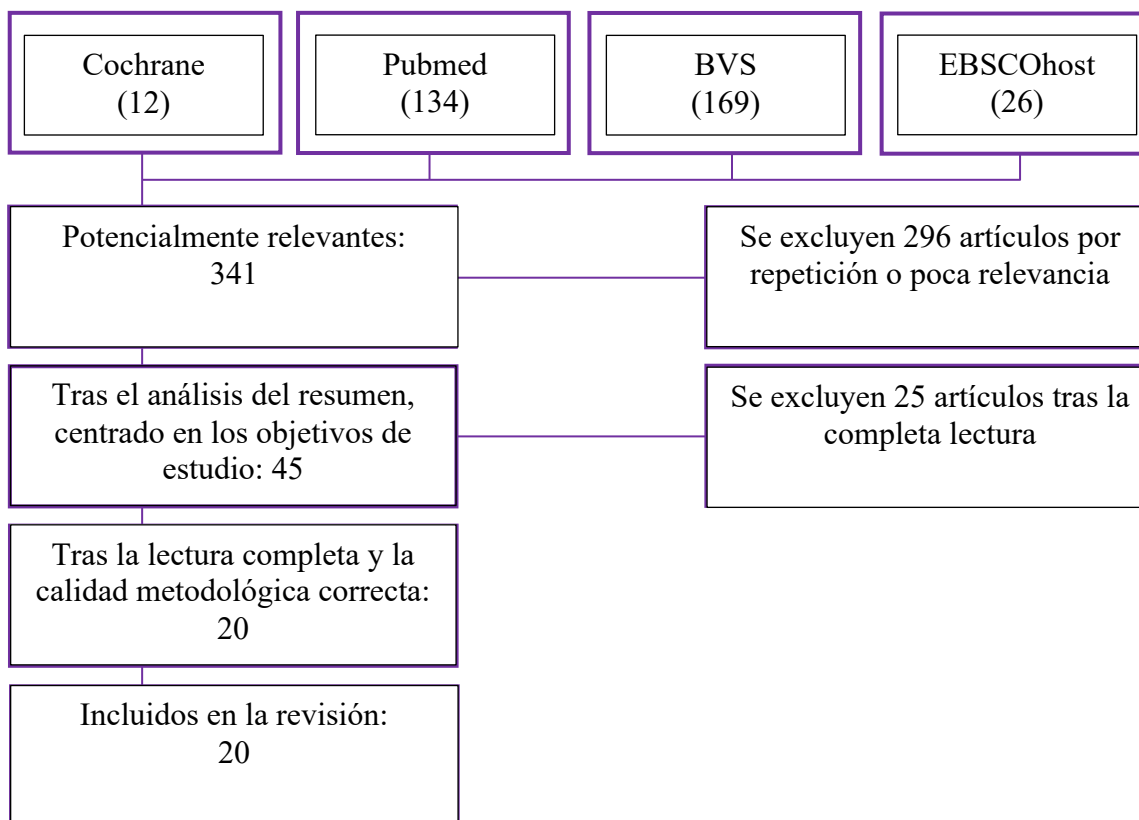 Cochrane
(12)
Pubmed
(134)
BVS
(169)
EBSCOhost
(26)
Potencialmente relevantes:
341
Se excluyen 296 artículos por
repetición o poca relevancia
Tras el análisis del resumen,
centrado en los objetivos de
estudio: 45
Se excluyen 25 artículos tras la
completa lectura
Tras la lectura completa y la
calidad metodológica correcta:
20
Incluidos en la revisión:
20